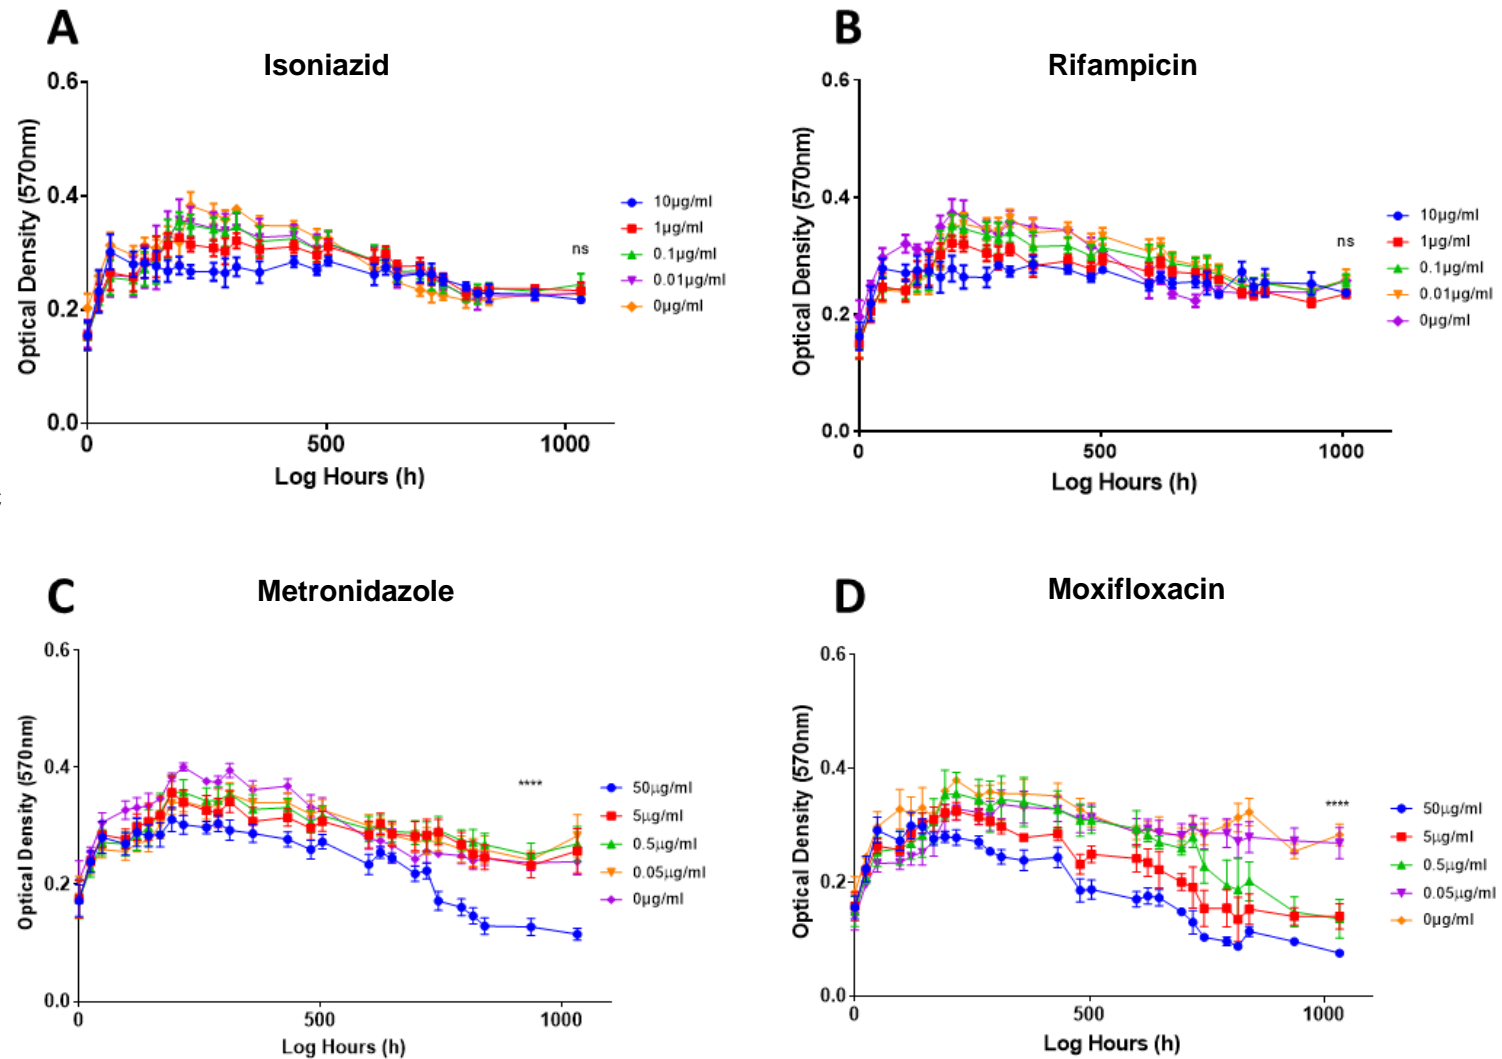 A
Isoniazid
0.6
0.4
0.2
0.0
Optical Density (570nm)
0
500
1000
Log Hours (h)
ns
10µg/ml
1µg/ml
0.1µg/ml
0.01µg/ml
0µg/ml
B
Rifampicin
0.6
0.4
0.2
0.0
Optical Density (570nm)
0
500
1000
Log Hours (h)
ns
10µg/ml
1µg/ml
0.1µg/ml
0.01µg/ml
0µg/ml
C
Metronidazole
0.6
0.4
0.2
0.0
Optical Density (570nm)
0
500
1000
Log Hours (h)
****
50µg/ml
5µg/ml
0.5µg/ml
0.05µg/ml
0µg/ml
D
Moxifloxacin
0.6
0.4
0.2
0.0
Optical Density (570nm)
0
500
1000
Log Hours (h)
****
50µg/ml
5µg/ml
0.5µg/ml
0.05µg/ml
0µg/ml